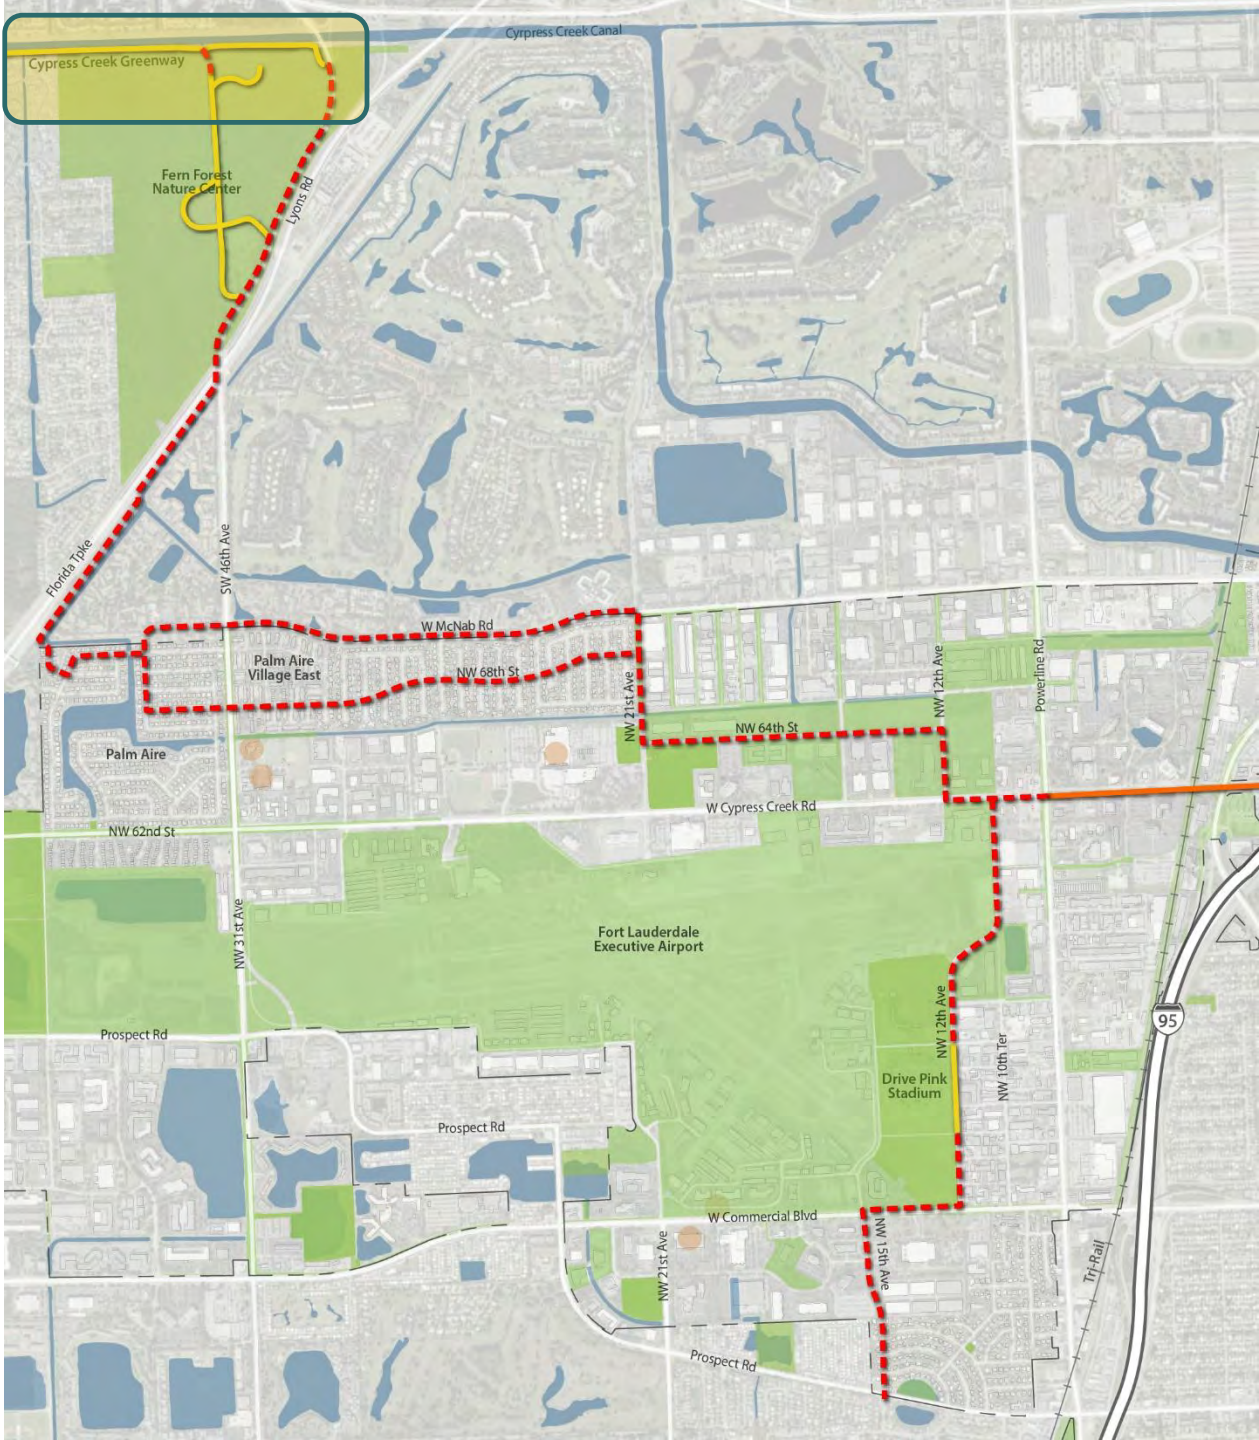 Cyrpress Creek Canal
Cypress Creek Greenway
Fern Forest
Nature Center
Lyons Rd
Florida Tpke
SW 46th Ave
W McNab Rd
Palm Aire
Village East
NW 68th St
NW 21st Ave
NW 12th Ave
Powerline Rd
NW 64th St
Palm Aire
W Cypress Creek Rd
NW 62nd St
NW 31st Ave
Fort Lauderdale
Executive Airport
NW 12th Ave
95
Prospect Rd
NW 10th Ter
Drive Pink
Stadium
Prospect Rd
W Commercial Blvd
NW 21st Ave
NW 15th Ave
Tri-Rail
Prospect Rd